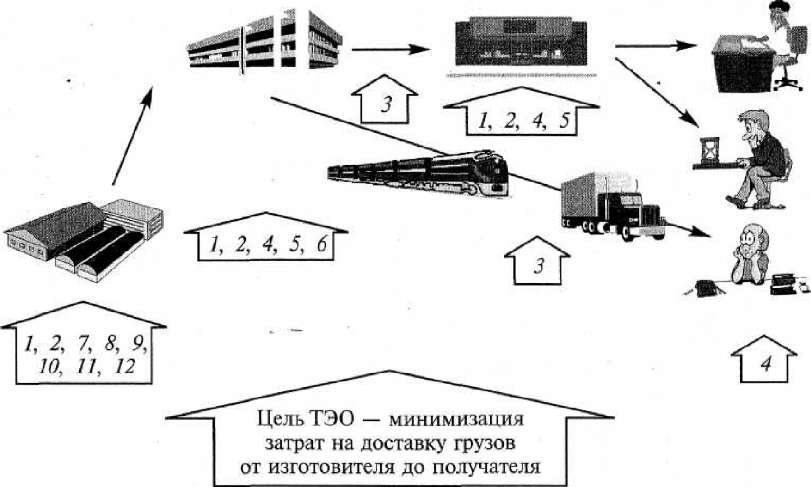 3
1, 2, 4, 5
1, 2, 4, 5, 6
3
1, 2, 7, 8, 9,
10, 11, 12
4
Цель ТЭО — минимизация
затрат на доставку грузов
от изготовителя до получателя